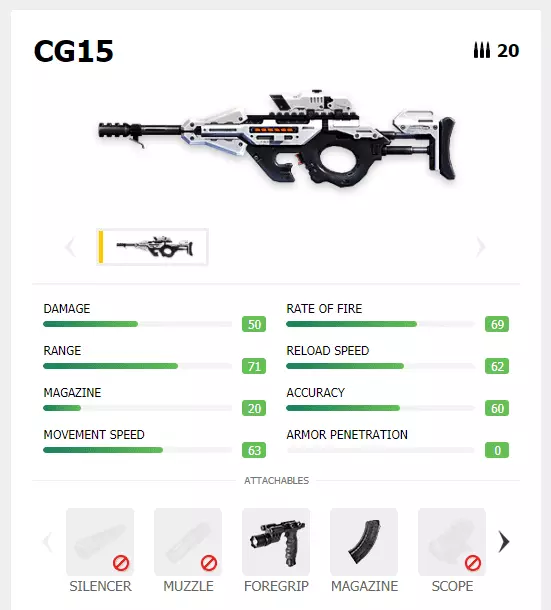 CG15
20
DAMAGE
50
RATE OF FIRE
69
RANGE
71
RELOAD SPEED
62
MAGAZINE
20
ACCURACY
60
MOVEMENT SPEED
63
ARMOR PENETRATION
0
ATTACHABLES
SILENCER
MUZZLE
FOREGRIP
MAGAZINE
SCOPE